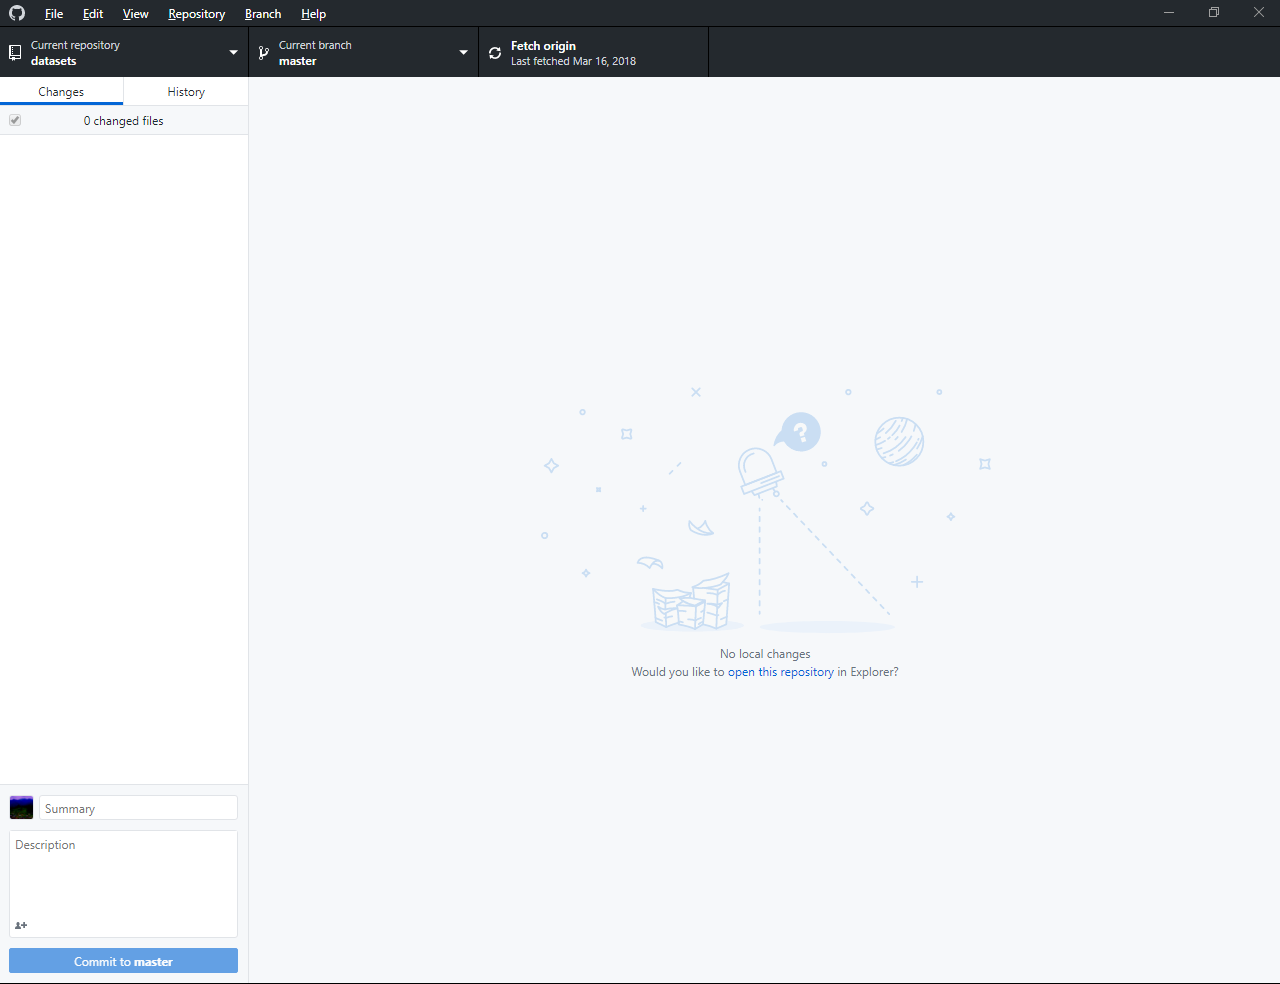 File Edit View Repository Branch Help
Current repository
datasets
Current branch
master
Fetch origin
Last fetched Mar 16, 2018
Changes
History
0 changed files
?
No local changes
Would you like to open this repository in Explorer?
Summary
Description
Commit to master